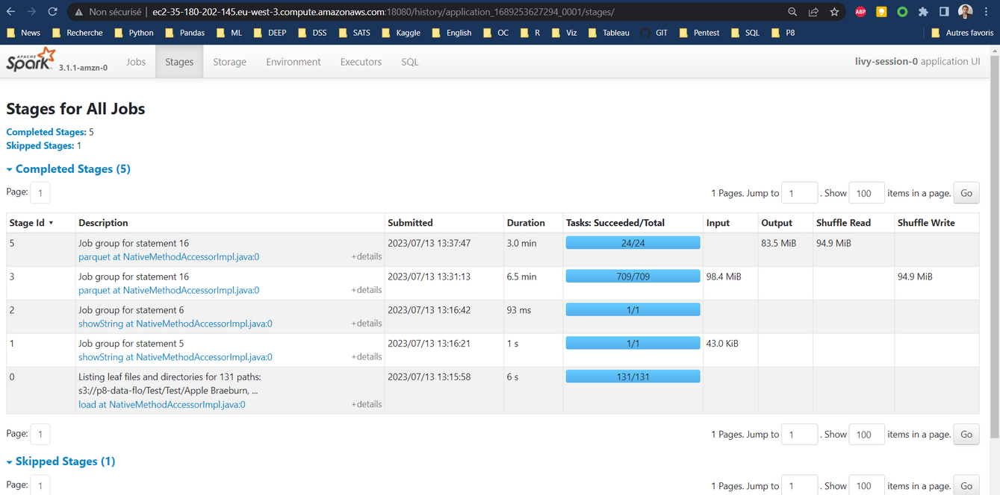 Non sécurisé | ec2-35-180-202-145.eu-west-3.compute.amazonaws.com:18080/history/application_1689253627294_0001/stages/
ABP
News Recherche Python Pandas ML DEEP DSS SATS Kaggle English OC R Viz Tableau GIT Pentest SQL P8 Autres favoris
APACHE Spark 3.1.1-amzn-0 Jobs Stages Storage Environment Executors SQL livy-session-0 application UI
Stages for All Jobs
Completed Stages: 5
Skipped Stages: 1
Completed Stages (5)
Page: 1 1 Pages. Jump to 1 . Show 100 items in a page. Go
Stage Id Description Submitted Duration Tasks: Succeeded/Total Input Output Shuffle Read Shuffle Write
5 Job group for statement 16 2023/07/13 13:37:47 3.0 min 24/24 83.5 MiB 94.9 MiB
parquet at NativeMethodAccessorImpl.java:0 +details
3 Job group for statement 16 2023/07/13 13:31:13 6.5 min 709/709 98.4 MiB 94.9 MiB
parquet at NativeMethodAccessorImpl.java:0 +details
2 Job group for statement 6 2023/07/13 13:16:42 93 ms 1/1
showString at NativeMethodAccessorImpl.java:0 +details
1 Job group for statement 5 2023/07/13 13:16:21 1 s 1/1 43.0 KiB
showString at NativeMethodAccessorImpl.java:0 +details
0 Listing leaf files and directories for 131 paths: 2023/07/13 13:15:58 6 s 131/131
s3://p8-data-flo/Test/Test/Apple Braeburn, ...
load at NativeMethodAccessorImpl.java:0 +details
Page: 1 1 Pages. Jump to 1 . Show 100 items in a page. Go
Skipped Stages (1)
Page: 1 1 Pages. Jump to 1 . Show 100 items in a page. Go